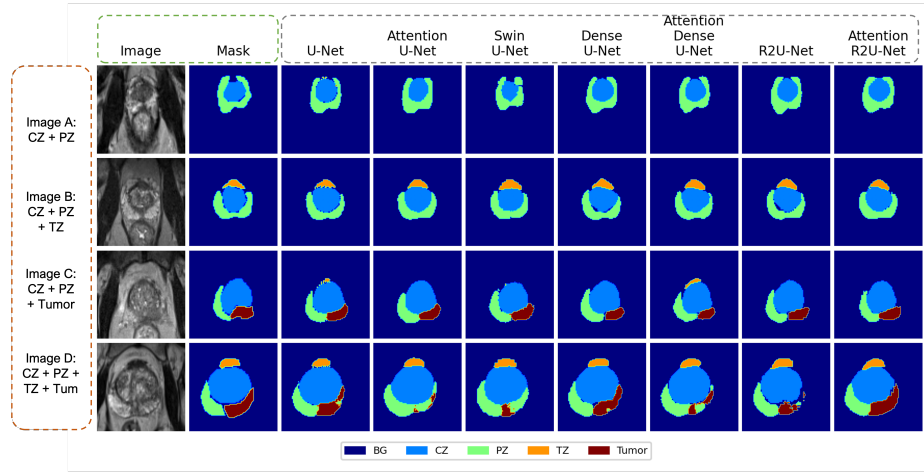 Image
Mask
U-Net
Attention
U-Net
Swin
U-Net
Dense
U-Net
Attention
Dense
U-Net
R2U-Net
Attention
R2U-Net
Image A:
CZ + PZ
Image B:
CZ + PZ
+ TZ
Image C:
CZ + PZ
+ Tumor
Image D:
CZ + PZ +
TZ + Tum
BG
CZ
PZ
TZ
Tumor